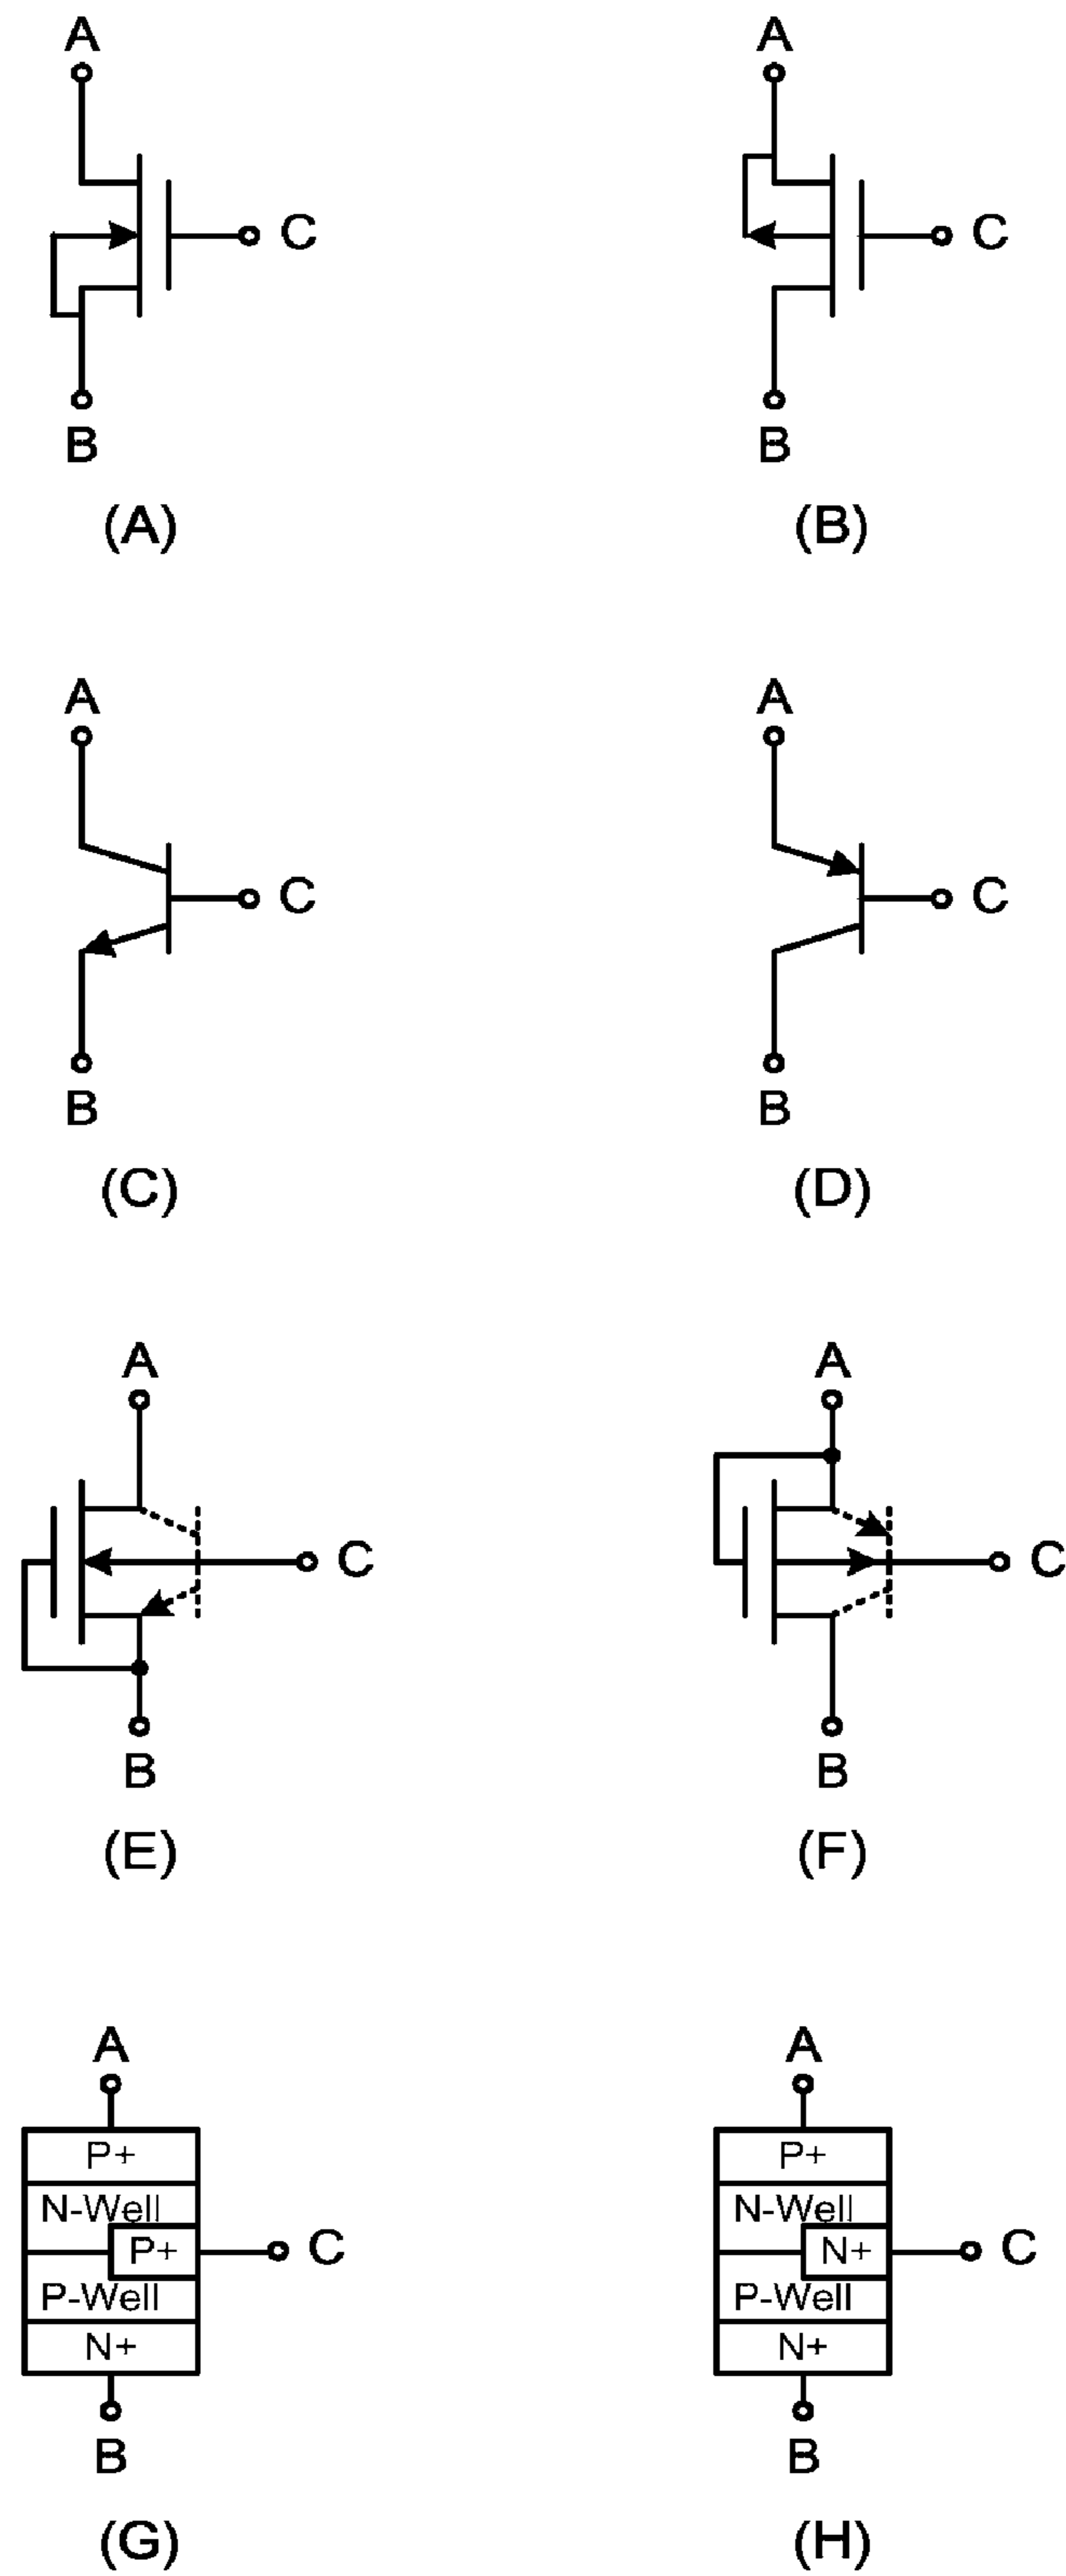 A A
C C
B B
(A) (B)
A A
C C
B B
(C) (D)
A A
C C
B B
(E) (F)
A A
P+ P+
N-Well N-Well
P+ C N+ C
P-Well P-Well
N+ N+
B B
(G) (H)